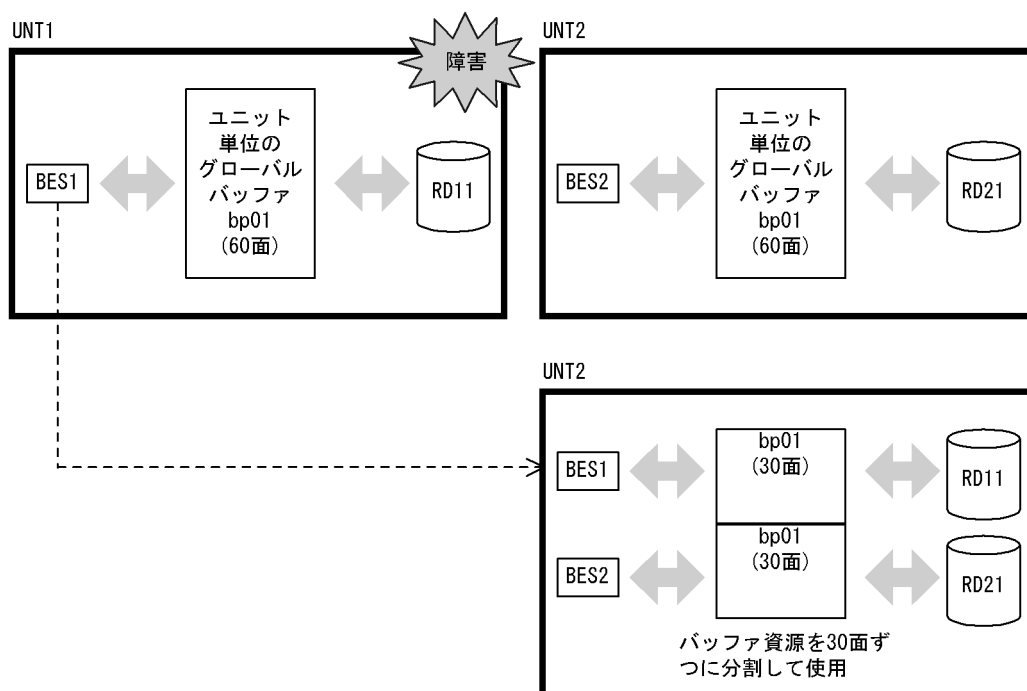 UNT1
障害
BES1
ユニット
単位の
グローバル
バッファ
bp01
(60面)
RD11
UNT2
BES2
ユニット
単位の
グローバル
バッファ
bp01
(60面)
RD21
UNT2
BES1
bp01
(30面)
RD11
BES2
bp01
(30面)
RD21
バッファ資源を30面ず
つに分割して使用